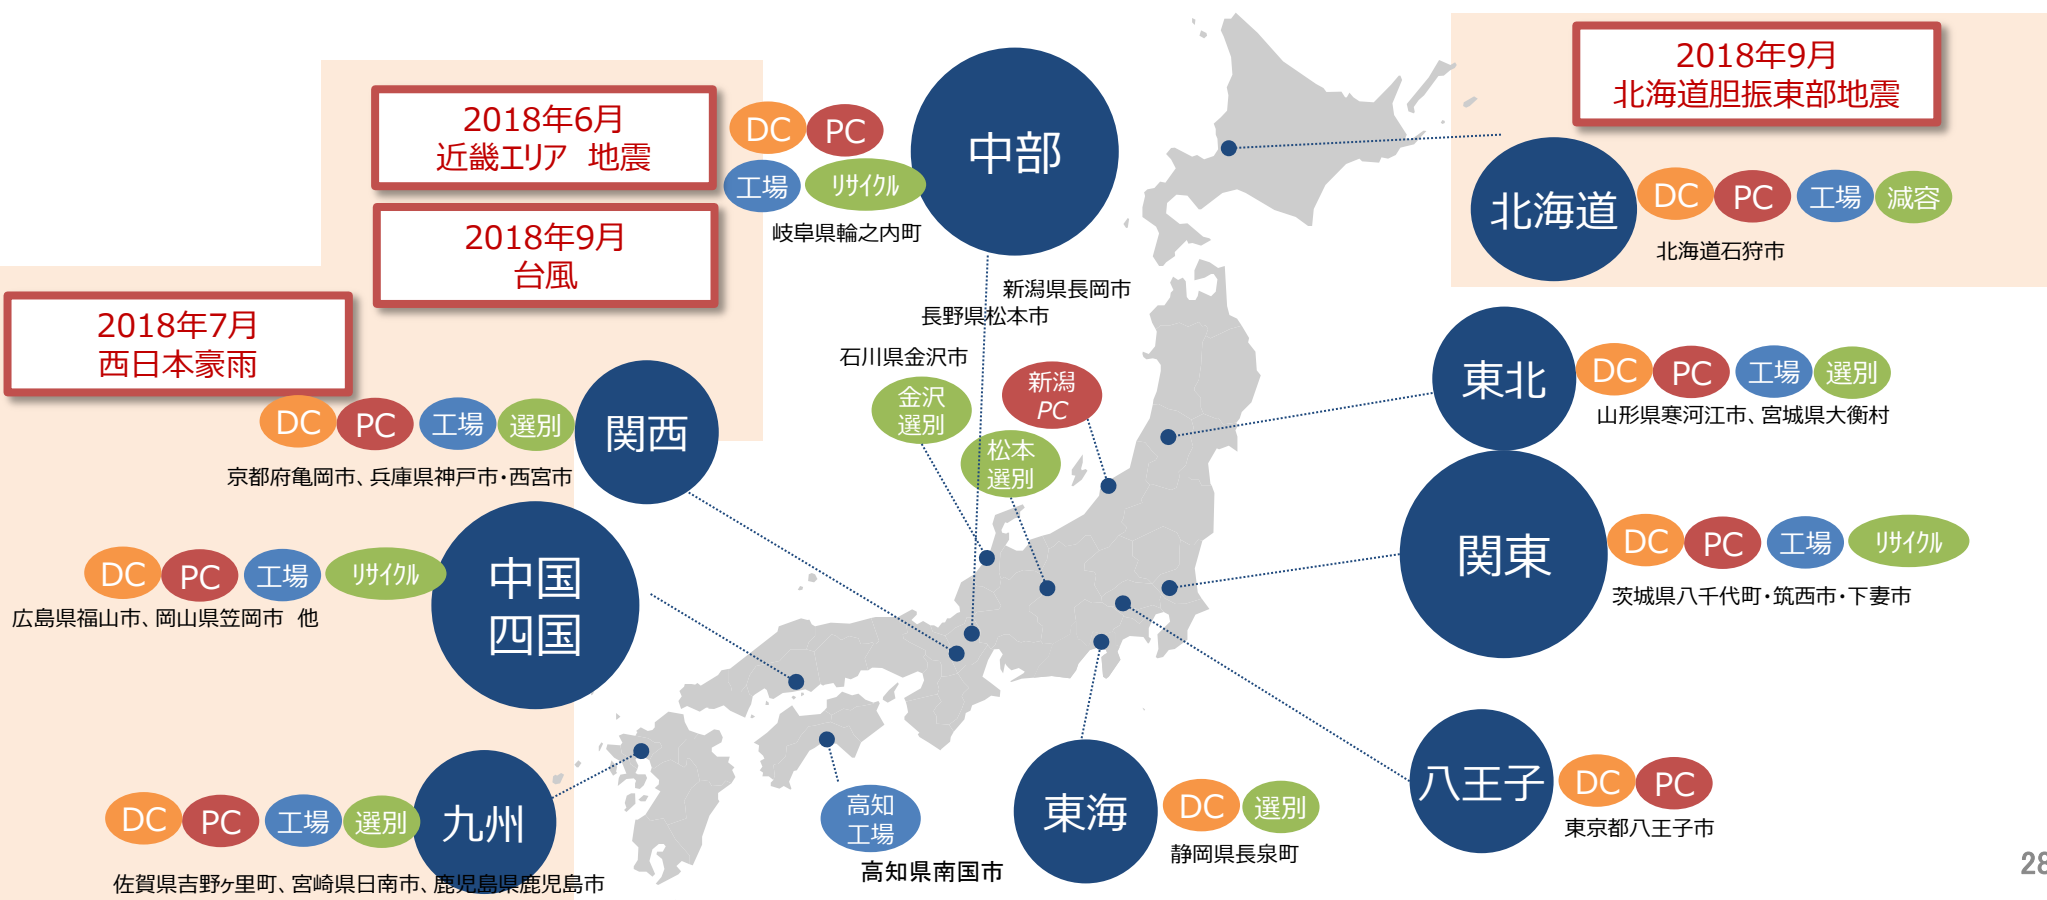 2018年6月
近畿エリア　地震
2018年9月
台風
2018年7月
西日本豪雨
2018年9月
北海道胆振東部地震
DC PC
工場 リサイクル
中部
岐阜県輪之内町
新潟県長岡市
長野県松本市
石川県金沢市
金沢
選別
松本
選別
新潟
PC
北海道
DC PC 工場 減容
北海道石狩市
東北
DC PC 工場 選別
山形県寒河江市、宮城県大衡村
関東
DC PC 工場 リサイクル
茨城県八千代町・筑西市・下妻市
八王子
DC PC
東京都八王子市
東海
DC 選別
静岡県長泉町
高知
工場
高知県南国市
DC PC 工場 選別
関西
京都府亀岡市、兵庫県神戸市・西宮市
DC PC 工場 リサイクル
中国
四国
広島県福山市、岡山県笠岡市　他
DC PC 工場 選別
九州
佐賀県吉野ヶ里町、宮崎県日南市、鹿児島県鹿児島市
28